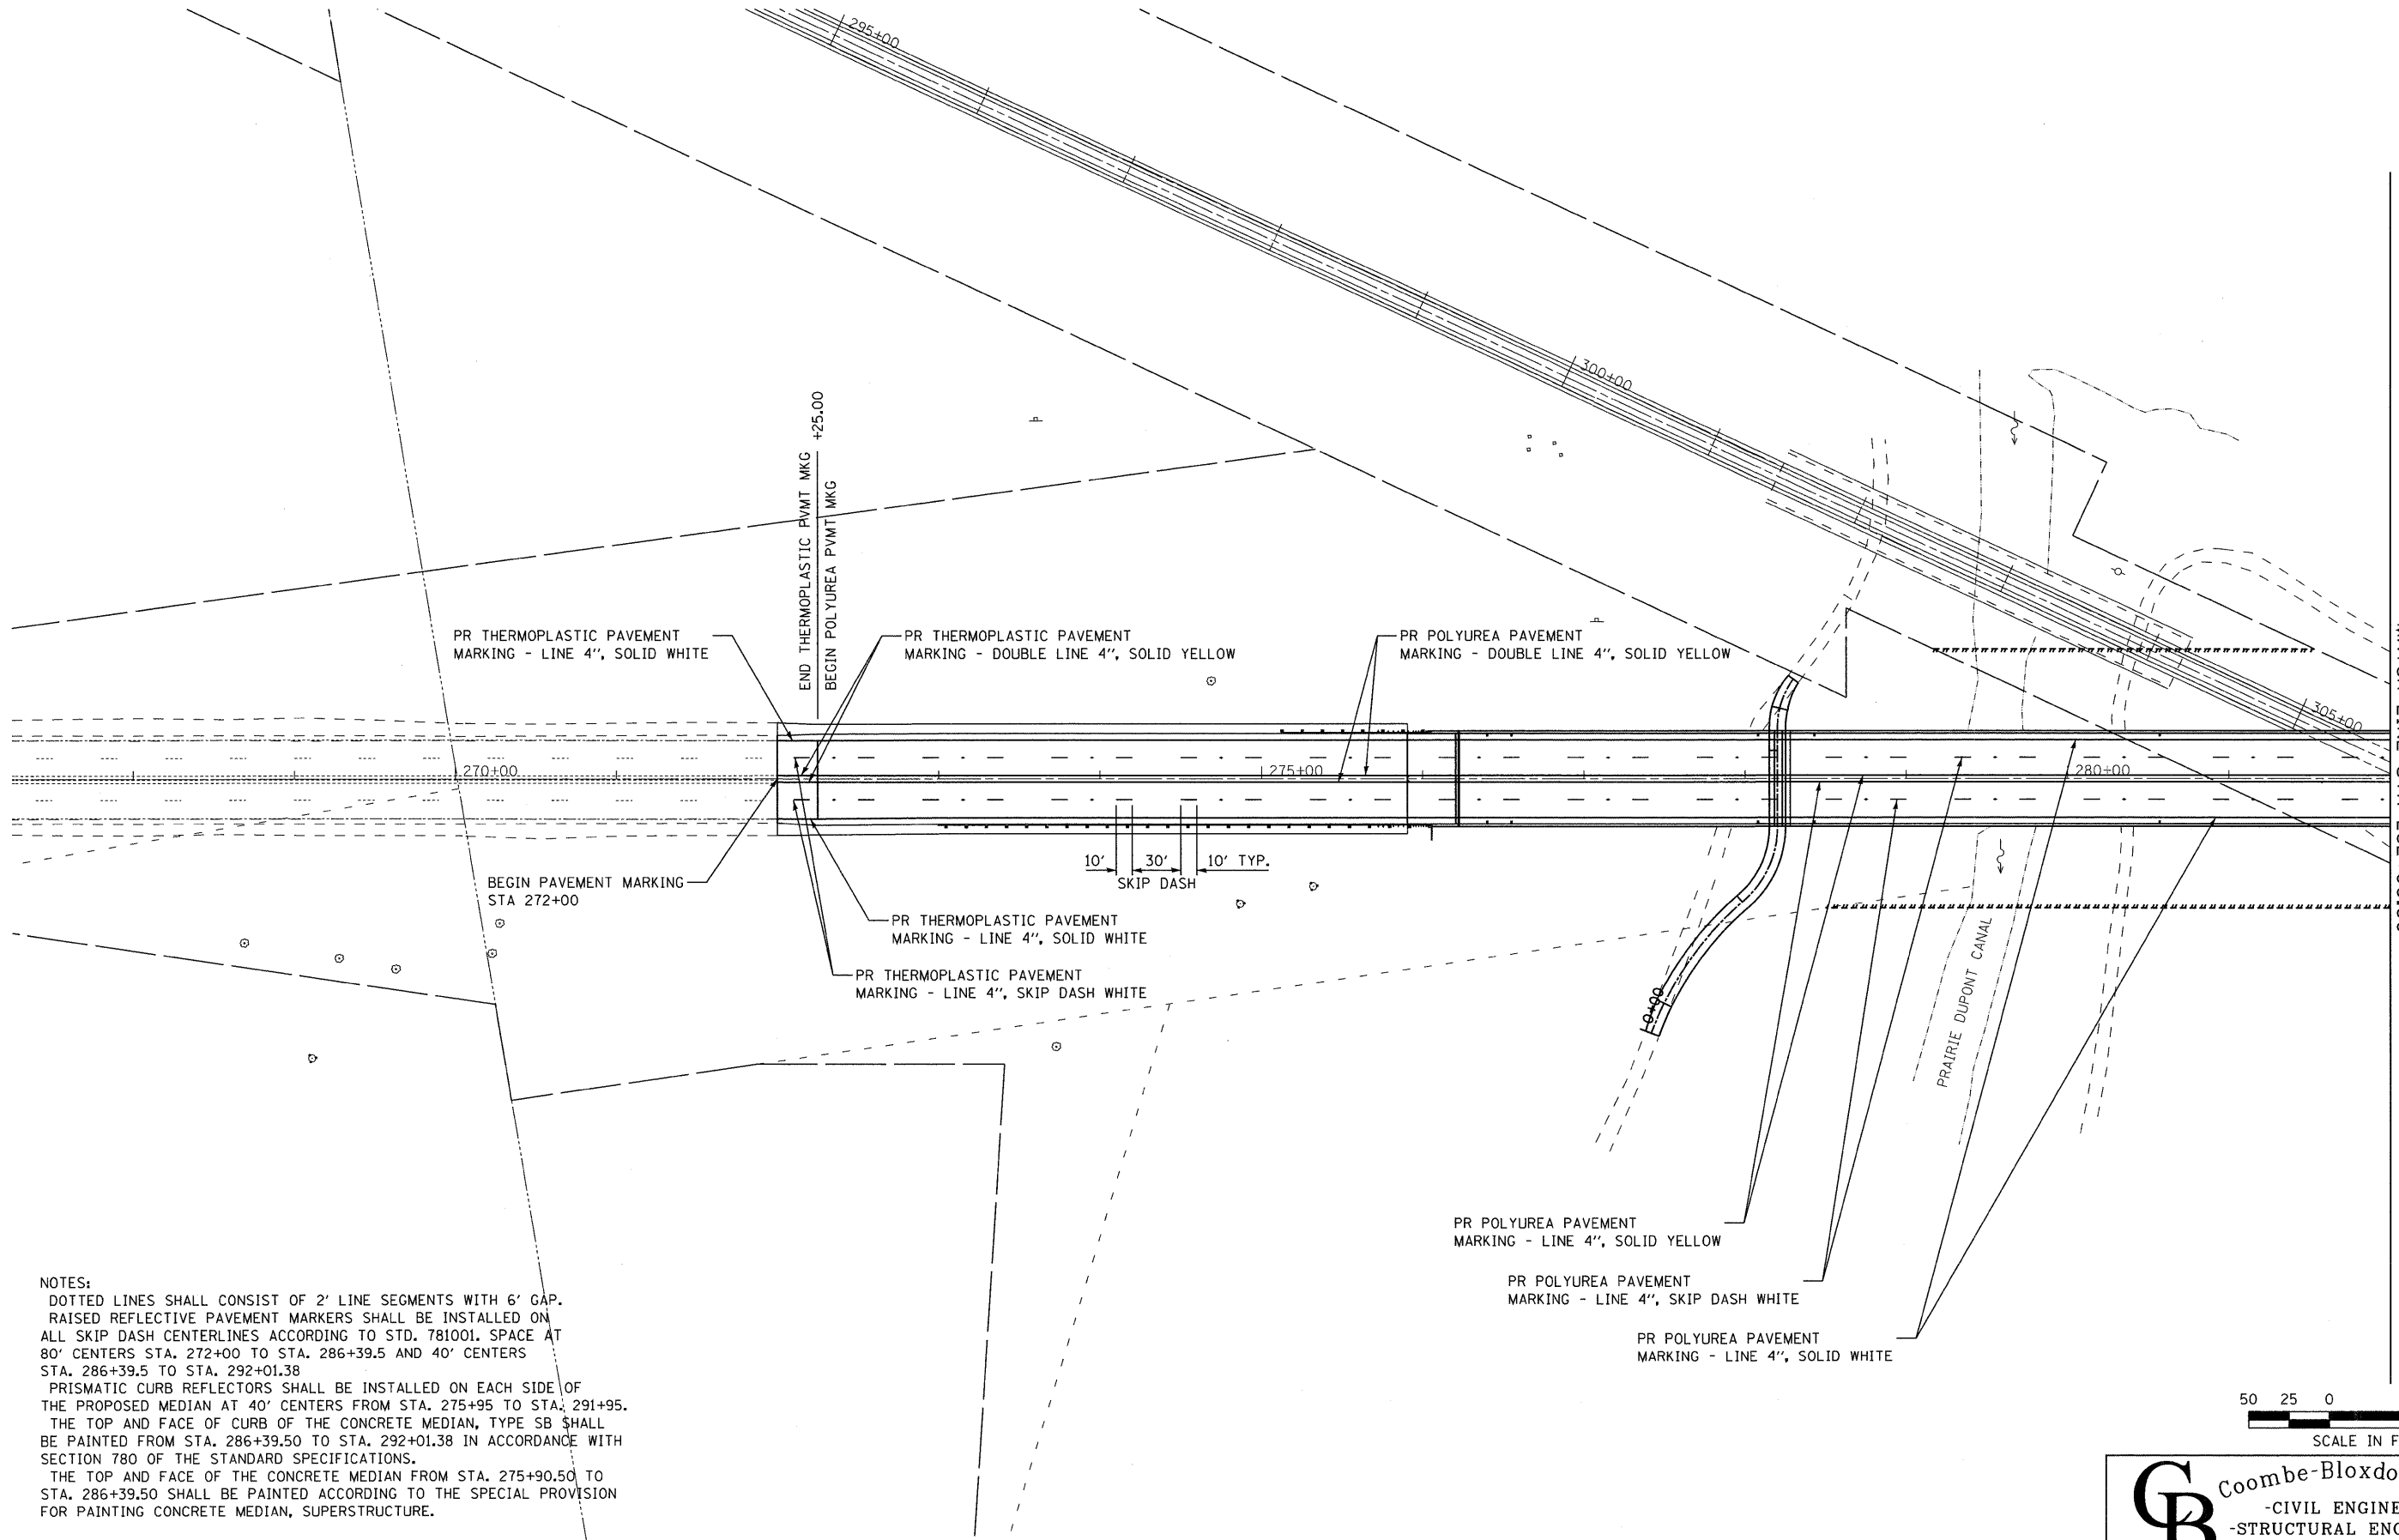 295+00
300+00
305+00
END THERMOPLASTIC PVMT MKG
+25.00
BEGIN POLYUREA PVMT MKG
PR THERMOPLASTIC PAVEMENT
MARKING - LINE 4", SOLID WHITE
PR THERMOPLASTIC PAVEMENT
MARKING - DOUBLE LINE 4", SOLID YELLOW
PR POLYUREA PAVEMENT
MARKING - DOUBLE LINE 4", SOLID YELLOW
270+00
275+00
280+00
10' 30' 10' TYP.
SKIP DASH
BEGIN PAVEMENT MARKING
STA 272+00
PR THERMOPLASTIC PAVEMENT
MARKING - LINE 4", SOLID WHITE
PR THERMOPLASTIC PAVEMENT
MARKING - LINE 4", SKIP DASH WHITE
0+00
PRAIRIE DUPONT CANAL
PR POLYUREA PAVEMENT
MARKING - LINE 4", SOLID YELLOW
PR POLYUREA PAVEMENT
MARKING - LINE 4", SKIP DASH WHITE
PR POLYUREA PAVEMENT
MARKING - LINE 4", SOLID WHITE
NOTES:
DOTTED LINES SHALL CONSIST OF 2' LINE SEGMENTS WITH 6' GAP.
RAISED REFLECTIVE PAVEMENT MARKERS SHALL BE INSTALLED ON
ALL SKIP DASH CENTERLINES ACCORDING TO STD. 781001. SPACE AT
80' CENTERS STA. 272+00 TO STA. 286+39.5 AND 40' CENTERS
STA. 286+39.5 TO STA. 292+01.38
PRISMATIC CURB REFLECTORS SHALL BE INSTALLED ON EACH SIDE OF
THE PROPOSED MEDIAN AT 40' CENTERS FROM STA. 275+95 TO STA. 291+95.
THE TOP AND FACE OF CURB OF THE CONCRETE MEDIAN, TYPE SB SHALL
BE PAINTED FROM STA. 286+39.50 TO STA. 292+01.38 IN ACCORDANCE WITH
SECTION 780 OF THE STANDARD SPECIFICATIONS.
THE TOP AND FACE OF THE CONCRETE MEDIAN FROM STA. 275+90.50 TO
STA. 286+39.50 SHALL BE PAINTED ACCORDING TO THE SPECIAL PROVISION
FOR PAINTING CONCRETE MEDIAN, SUPERSTRUCTURE.
50 25 0
SCALE IN F
CB
Coombe-Bloxdo
-CIVIL ENGINE
-STRUCTURAL ENG